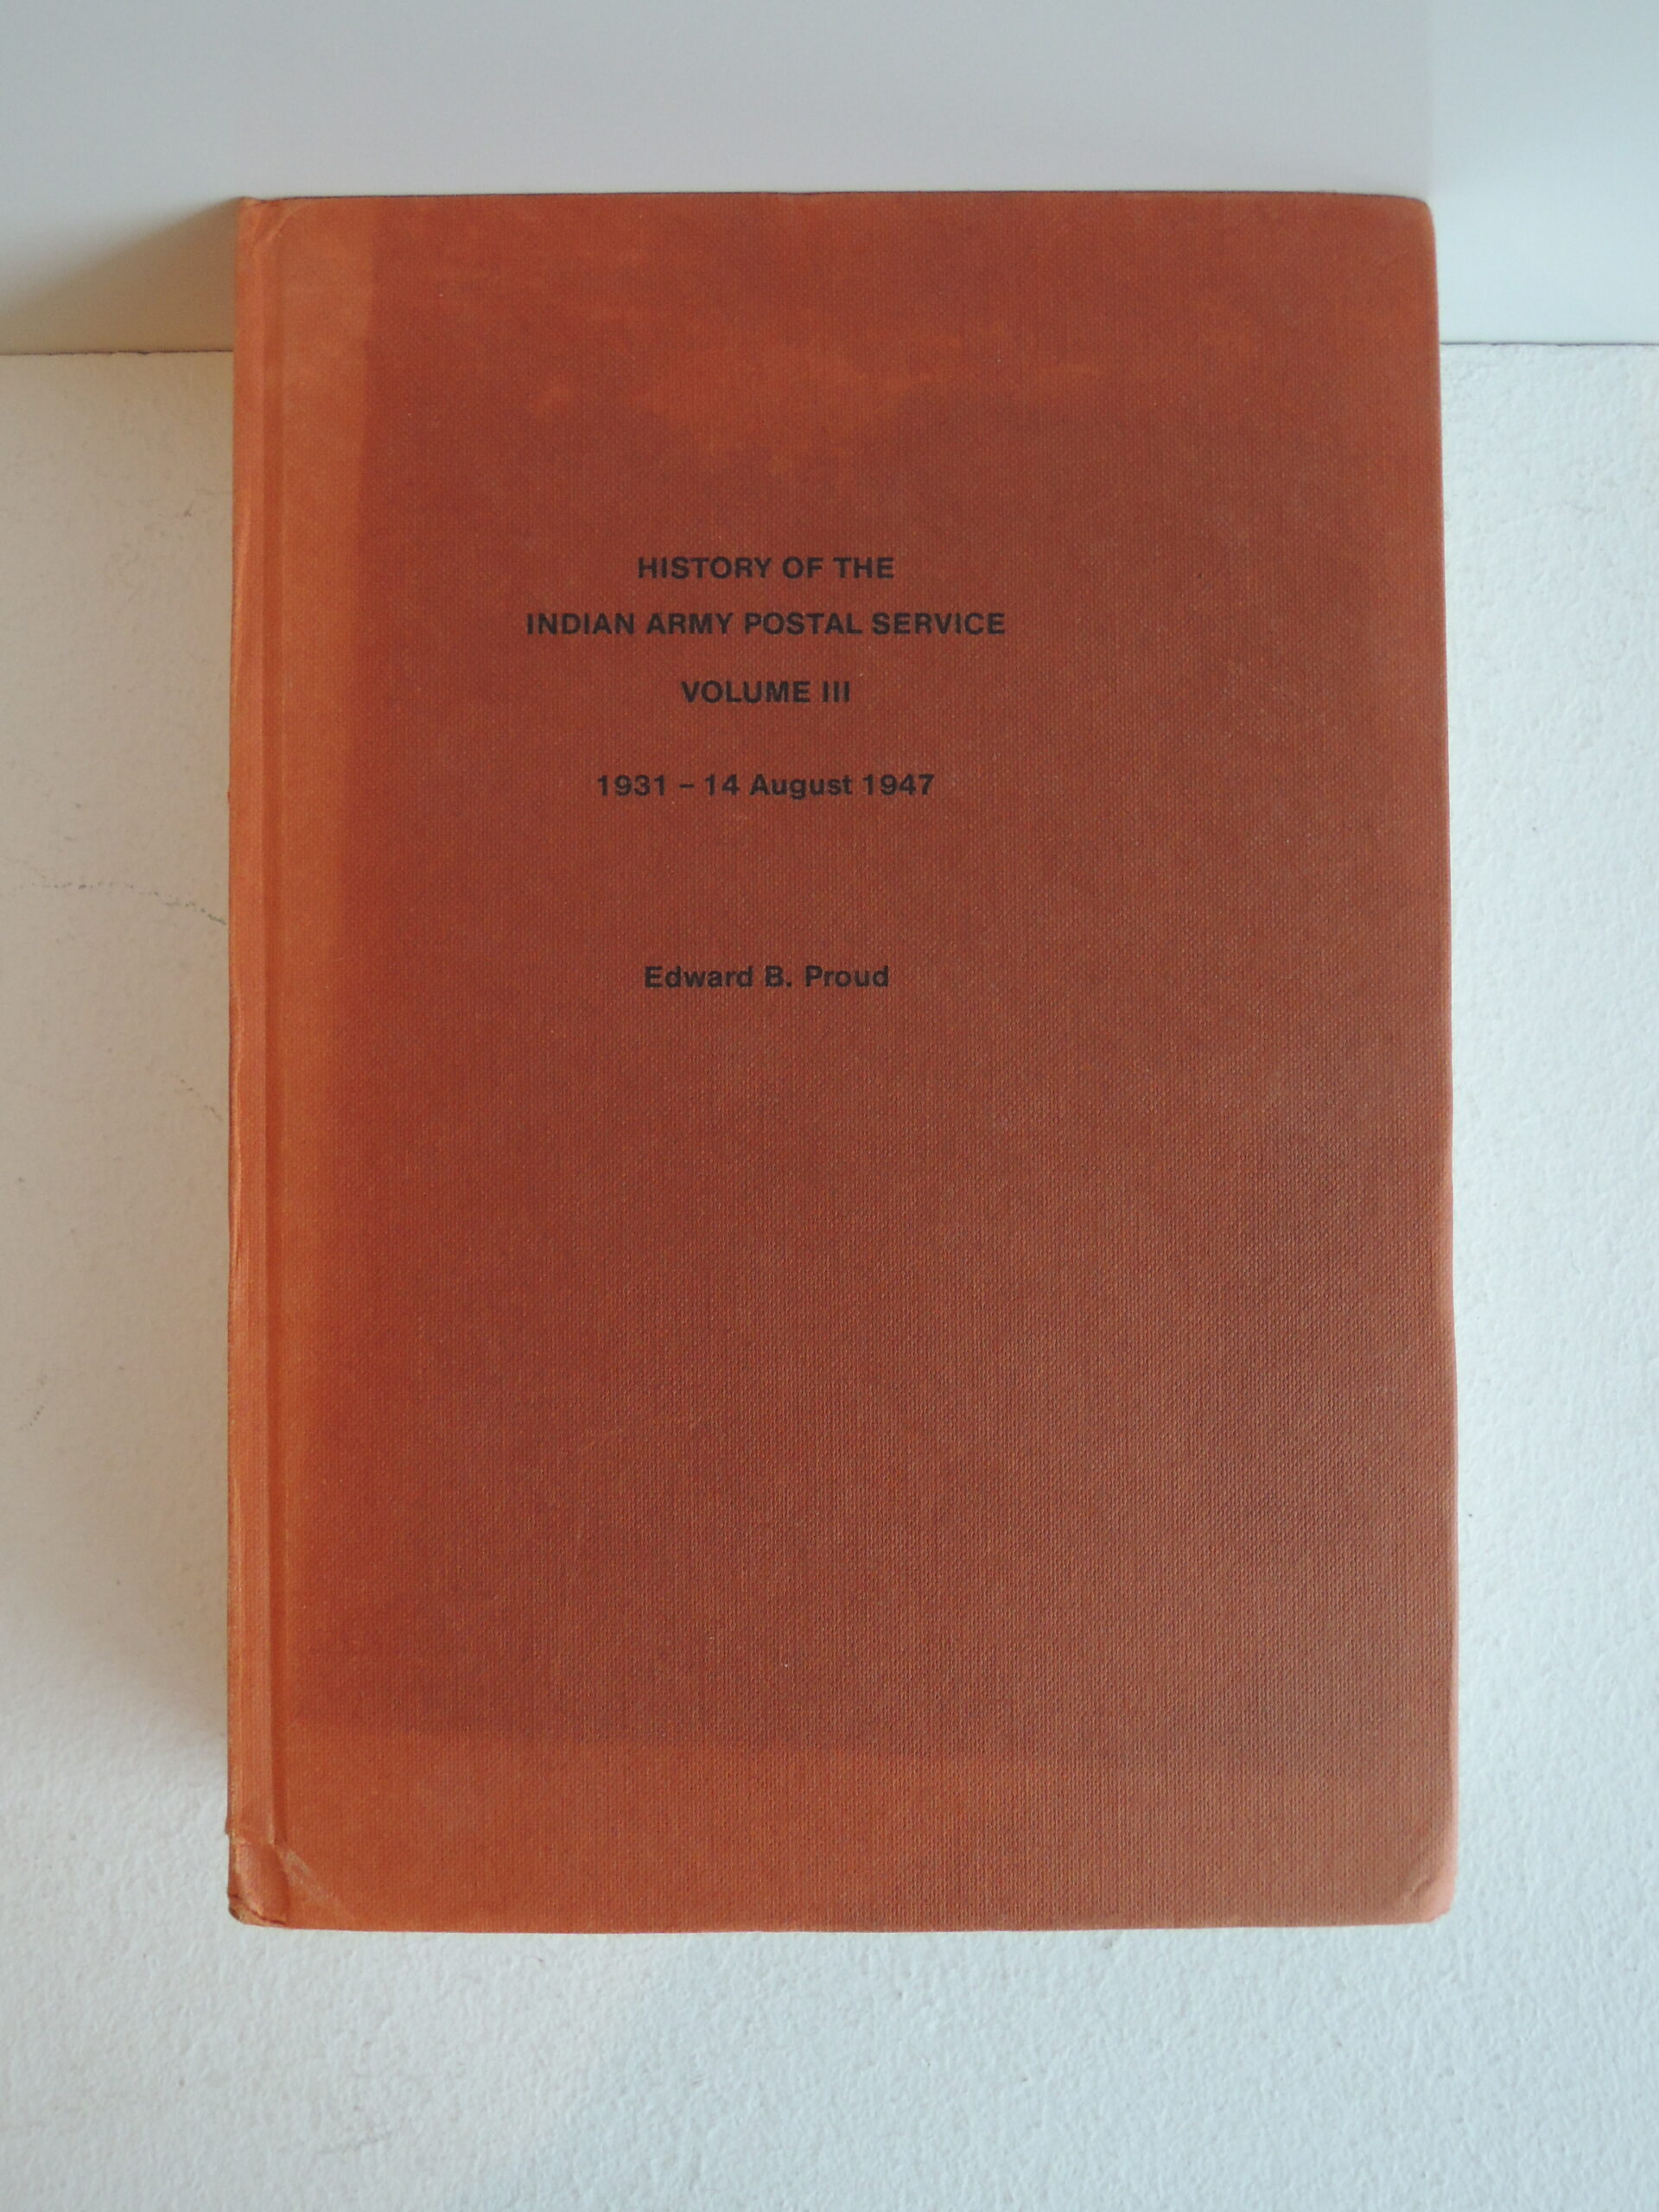 HISTORY OF THE
INDIAN ARMY POSTAL SERVICE
VOLUME III
1931 – 14 August 1947
Edward B. Proud